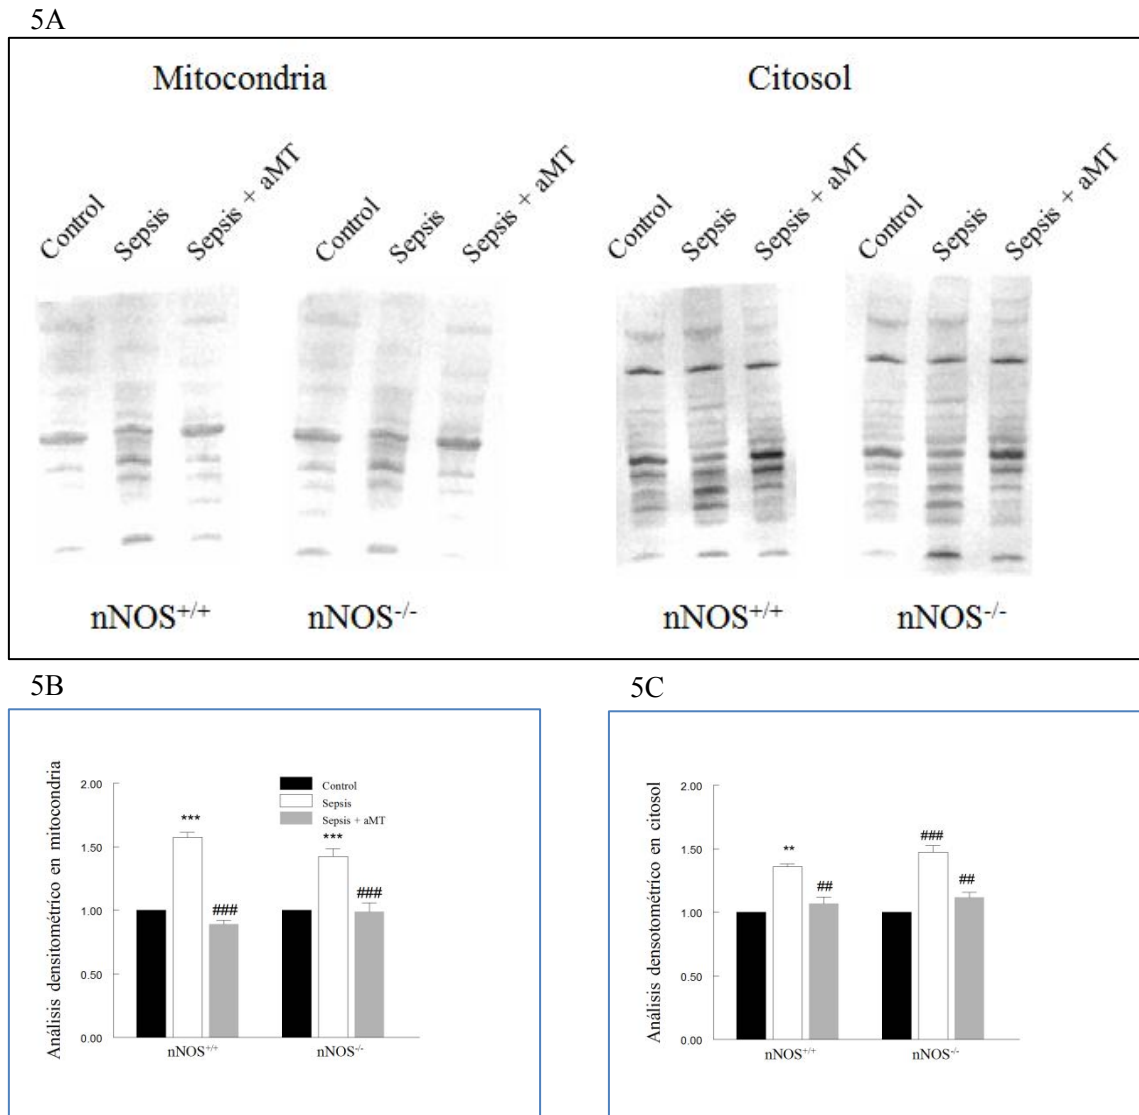 5A
Mitocondria Citosol
Control Sepsis Sepsis + aMT Control Sepsis Sepsis + aMT Control Sepsis Sepsis + aMT Control Sepsis Sepsis + aMT
nNOS+/+ nNOS-/- nNOS+/+ nNOS-/-
5B
Análisis densitométrico en mitocondria
2.00
1.50
1.00
0.50
0.00
Control
Sepsis
Sepsis + aMT
***
###
***
###
nNOS+/+ nNOS-/-
5C
Análisis densotométrico en citosol
2.00
1.50
1.00
0.50
0.00
**
##
###
##
nNOS+/+ nNOS-/-